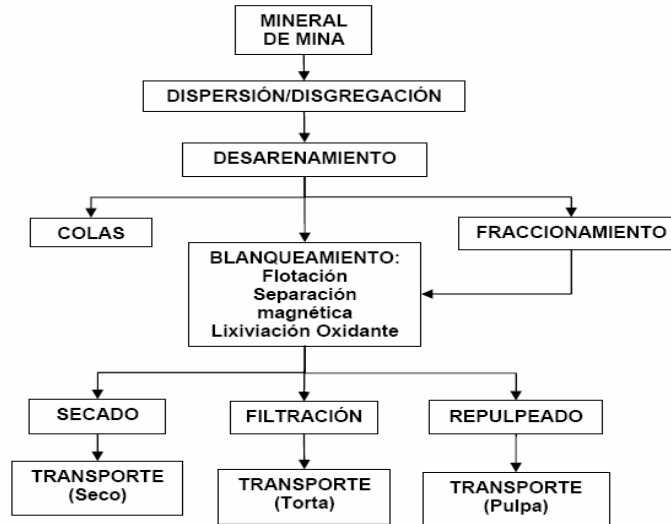 MINERAL
DE MINA
DISPERSIÓN/DISGREGACIÓN
DESARENAMIENTO
COLAS
FRACCIONAMIENTO
BLANQUEAMIENTO:
Flotación
Separación
magnética
Lixiviación Oxidante
SECADO
FILTRACIÓN
REPULPEADO
TRANSPORTE
(Seco)
TRANSPORTE
(Torta)
TRANSPORTE
(Pulpa)